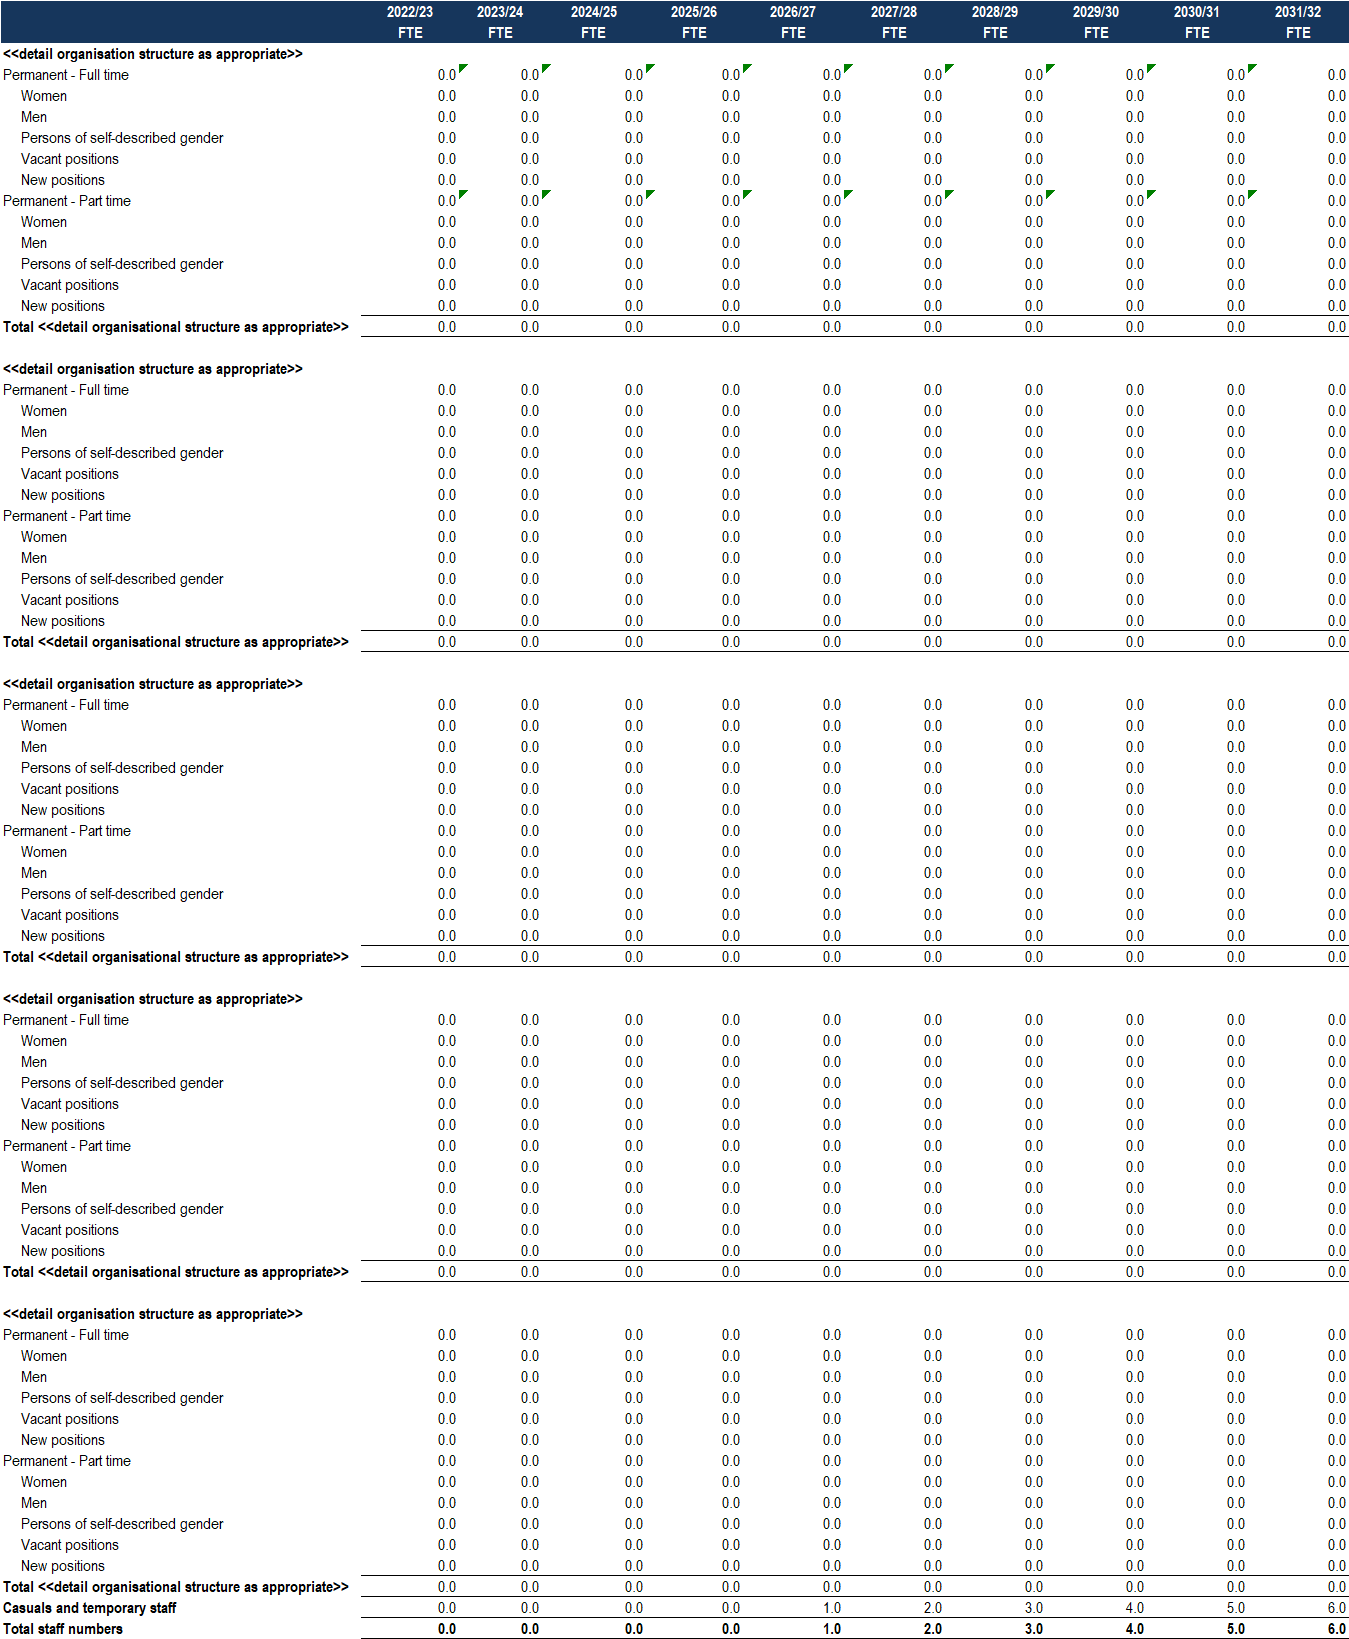 2022/23 2023/24 2024/25 2025/26 2026/27 2027/28 2028/29 2029/30 2030/31 2031/32
FTE FTE FTE FTE FTE FTE FTE FTE FTE FTE
<<detail organisation structure as appropriate>>
Permanent - Full time 0.0 0.0 0.0 0.0 0.0 0.0 0.0 0.0 0.0 0.0
Women 0.0 0.0 0.0 0.0 0.0 0.0 0.0 0.0 0.0 0.0
Men 0.0 0.0 0.0 0.0 0.0 0.0 0.0 0.0 0.0 0.0
Persons of self-described gender 0.0 0.0 0.0 0.0 0.0 0.0 0.0 0.0 0.0 0.0
Vacant positions 0.0 0.0 0.0 0.0 0.0 0.0 0.0 0.0 0.0 0.0
New positions 0.0 0.0 0.0 0.0 0.0 0.0 0.0 0.0 0.0 0.0
Permanent - Part time 0.0 0.0 0.0 0.0 0.0 0.0 0.0 0.0 0.0 0.0
Women 0.0 0.0 0.0 0.0 0.0 0.0 0.0 0.0 0.0 0.0
Men 0.0 0.0 0.0 0.0 0.0 0.0 0.0 0.0 0.0 0.0
Persons of self-described gender 0.0 0.0 0.0 0.0 0.0 0.0 0.0 0.0 0.0 0.0
Vacant positions 0.0 0.0 0.0 0.0 0.0 0.0 0.0 0.0 0.0 0.0
New positions 0.0 0.0 0.0 0.0 0.0 0.0 0.0 0.0 0.0 0.0
Total <<detail organisational structure as appropriate>> 0.0 0.0 0.0 0.0 0.0 0.0 0.0 0.0 0.0 0.0
<<detail organisation structure as appropriate>>
Permanent - Full time 0.0 0.0 0.0 0.0 0.0 0.0 0.0 0.0 0.0 0.0
Women 0.0 0.0 0.0 0.0 0.0 0.0 0.0 0.0 0.0 0.0
Men 0.0 0.0 0.0 0.0 0.0 0.0 0.0 0.0 0.0 0.0
Persons of self-described gender 0.0 0.0 0.0 0.0 0.0 0.0 0.0 0.0 0.0 0.0
Vacant positions 0.0 0.0 0.0 0.0 0.0 0.0 0.0 0.0 0.0 0.0
New positions 0.0 0.0 0.0 0.0 0.0 0.0 0.0 0.0 0.0 0.0
Permanent - Part time 0.0 0.0 0.0 0.0 0.0 0.0 0.0 0.0 0.0 0.0
Women 0.0 0.0 0.0 0.0 0.0 0.0 0.0 0.0 0.0 0.0
Men 0.0 0.0 0.0 0.0 0.0 0.0 0.0 0.0 0.0 0.0
Persons of self-described gender 0.0 0.0 0.0 0.0 0.0 0.0 0.0 0.0 0.0 0.0
Vacant positions 0.0 0.0 0.0 0.0 0.0 0.0 0.0 0.0 0.0 0.0
New positions 0.0 0.0 0.0 0.0 0.0 0.0 0.0 0.0 0.0 0.0
Total <<detail organisational structure as appropriate>> 0.0 0.0 0.0 0.0 0.0 0.0 0.0 0.0 0.0 0.0
<<detail organisation structure as appropriate>>
Permanent - Full time 0.0 0.0 0.0 0.0 0.0 0.0 0.0 0.0 0.0 0.0
Women 0.0 0.0 0.0 0.0 0.0 0.0 0.0 0.0 0.0 0.0
Men 0.0 0.0 0.0 0.0 0.0 0.0 0.0 0.0 0.0 0.0
Persons of self-described gender 0.0 0.0 0.0 0.0 0.0 0.0 0.0 0.0 0.0 0.0
Vacant positions 0.0 0.0 0.0 0.0 0.0 0.0 0.0 0.0 0.0 0.0
New positions 0.0 0.0 0.0 0.0 0.0 0.0 0.0 0.0 0.0 0.0
Permanent - Part time 0.0 0.0 0.0 0.0 0.0 0.0 0.0 0.0 0.0 0.0
Women 0.0 0.0 0.0 0.0 0.0 0.0 0.0 0.0 0.0 0.0
Men 0.0 0.0 0.0 0.0 0.0 0.0 0.0 0.0 0.0 0.0
Persons of self-described gender 0.0 0.0 0.0 0.0 0.0 0.0 0.0 0.0 0.0 0.0
Vacant positions 0.0 0.0 0.0 0.0 0.0 0.0 0.0 0.0 0.0 0.0
New positions 0.0 0.0 0.0 0.0 0.0 0.0 0.0 0.0 0.0 0.0
Total <<detail organisational structure as appropriate>> 0.0 0.0 0.0 0.0 0.0 0.0 0.0 0.0 0.0 0.0
<<detail organisation structure as appropriate>>
Permanent - Full time 0.0 0.0 0.0 0.0 0.0 0.0 0.0 0.0 0.0 0.0
Women 0.0 0.0 0.0 0.0 0.0 0.0 0.0 0.0 0.0 0.0
Men 0.0 0.0 0.0 0.0 0.0 0.0 0.0 0.0 0.0 0.0
Persons of self-described gender 0.0 0.0 0.0 0.0 0.0 0.0 0.0 0.0 0.0 0.0
Vacant positions 0.0 0.0 0.0 0.0 0.0 0.0 0.0 0.0 0.0 0.0
New positions 0.0 0.0 0.0 0.0 0.0 0.0 0.0 0.0 0.0 0.0
Permanent - Part time 0.0 0.0 0.0 0.0 0.0 0.0 0.0 0.0 0.0 0.0
Women 0.0 0.0 0.0 0.0 0.0 0.0 0.0 0.0 0.0 0.0
Men 0.0 0.0 0.0 0.0 0.0 0.0 0.0 0.0 0.0 0.0
Persons of self-described gender 0.0 0.0 0.0 0.0 0.0 0.0 0.0 0.0 0.0 0.0
Vacant positions 0.0 0.0 0.0 0.0 0.0 0.0 0.0 0.0 0.0 0.0
New positions 0.0 0.0 0.0 0.0 0.0 0.0 0.0 0.0 0.0 0.0
Total <<detail organisational structure as appropriate>> 0.0 0.0 0.0 0.0 0.0 0.0 0.0 0.0 0.0 0.0
<<detail organisation structure as appropriate>>
Permanent - Full time 0.0 0.0 0.0 0.0 0.0 0.0 0.0 0.0 0.0 0.0
Women 0.0 0.0 0.0 0.0 0.0 0.0 0.0 0.0 0.0 0.0
Men 0.0 0.0 0.0 0.0 0.0 0.0 0.0 0.0 0.0 0.0
Persons of self-described gender 0.0 0.0 0.0 0.0 0.0 0.0 0.0 0.0 0.0 0.0
Vacant positions 0.0 0.0 0.0 0.0 0.0 0.0 0.0 0.0 0.0 0.0
New positions 0.0 0.0 0.0 0.0 0.0 0.0 0.0 0.0 0.0 0.0
Permanent - Part time 0.0 0.0 0.0 0.0 0.0 0.0 0.0 0.0 0.0 0.0
Women 0.0 0.0 0.0 0.0 0.0 0.0 0.0 0.0 0.0 0.0
Men 0.0 0.0 0.0 0.0 0.0 0.0 0.0 0.0 0.0 0.0
Persons of self-described gender 0.0 0.0 0.0 0.0 0.0 0.0 0.0 0.0 0.0 0.0
Vacant positions 0.0 0.0 0.0 0.0 0.0 0.0 0.0 0.0 0.0 0.0
New positions 0.0 0.0 0.0 0.0 0.0 0.0 0.0 0.0 0.0 0.0
Total <<detail organisational structure as appropriate>> 0.0 0.0 0.0 0.0 0.0 0.0 0.0 0.0 0.0 0.0
Casuals and temporary staff 0.0 0.0 0.0 0.0 1.0 2.0 3.0 4.0 5.0 6.0
Total staff numbers 0.0 0.0 0.0 0.0 1.0 2.0 3.0 4.0 5.0 6.0